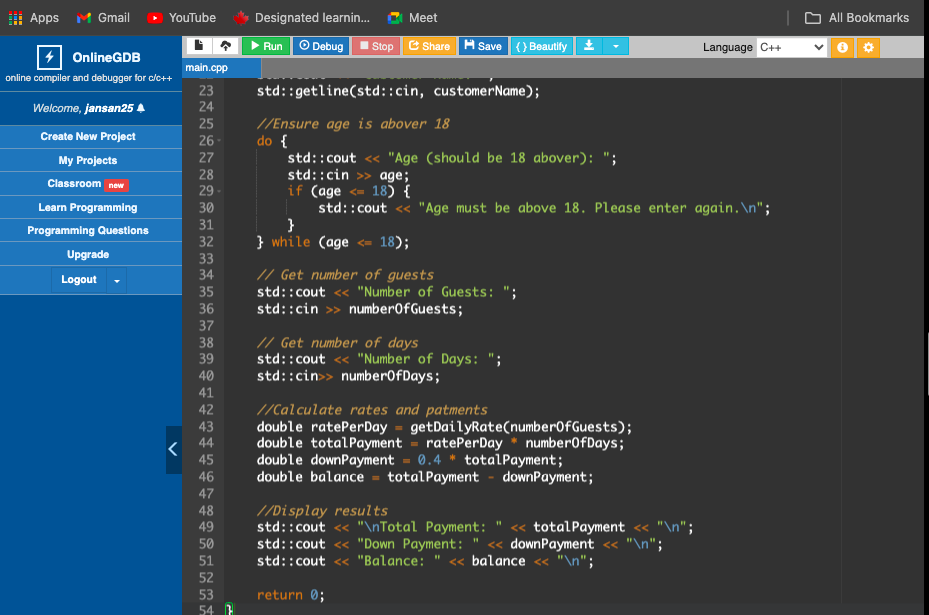 Apps Gmail YouTube Designated learnin... Meet All Bookmarks
OnlineGDB
online compiler and debugger for c/c++
Welcome, jansan25
Create New Project
My Projects
Classroom new
Learn Programming
Programming Questions
Upgrade
Logout
Run Debug Stop Share Save { } Beautify Language C++
main.cpp
23 std::getline(std::cin, customerName);
24
25 //Ensure age is abover 18
26 do {
27 std::cout << "Age (should be 18 abover): ";
28 std::cin >> age;
29 if (age <= 18) {
30 std::cout << "Age must be above 18. Please enter again.\n";
31 }
32 } while (age <= 18);
33
34 // Get number of guests
35 std::cout << "Number of Guests: ";
36 std::cin >> numberOfGuests;
37
38 // Get number of days
39 std::cout << "Number of Days: ";
40 std::cin>> numberOfDays;
41
42 //Calculate rates and patments
43 double ratePerDay = getDailyRate(numberOfGuests);
44 double totalPayment = ratePerDay * numberOfDays;
45 double downPayment = 0.4 * totalPayment;
46 double balance = totalPayment - downPayment;
47
48 //Display results
49 std::cout << "\nTotal Payment: " << totalPayment << "\n";
50 std::cout << "Down Payment: " << downPayment << "\n";
51 std::cout << "Balance: " << balance << "\n";
52
53 return 0;
54 }